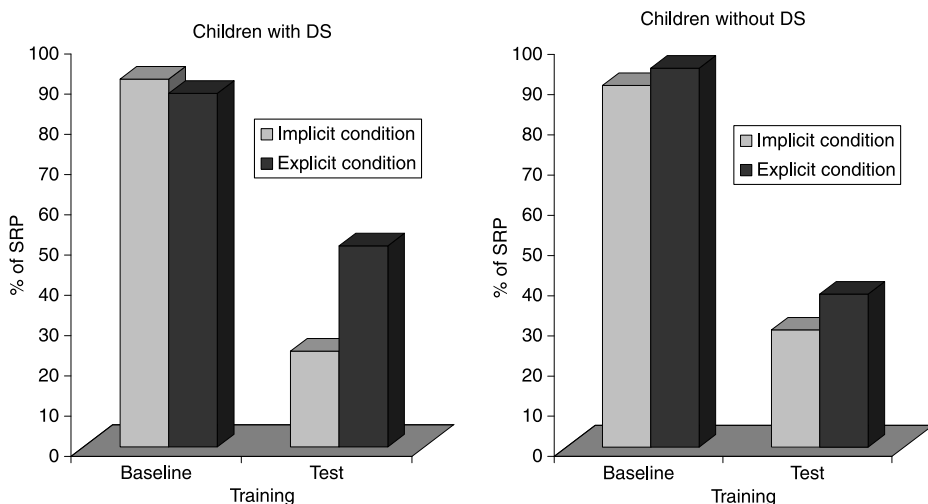 Children with DS
100
90
80
70
60
50
40
30
20
10
0
% of SRP
Implicit condition
Explicit condition
Baseline
Test
Training
Children without DS
100
90
80
70
60
50
40
30
20
10
0
% of SRP
Implicit condition
Explicit condition
Baseline
Test
Training